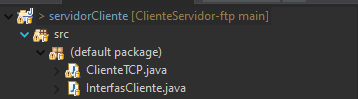 > servidorCliente [ClienteServidor-ftp main]
src
(default package)
ClienteTCP.java
InterfasCliente.java